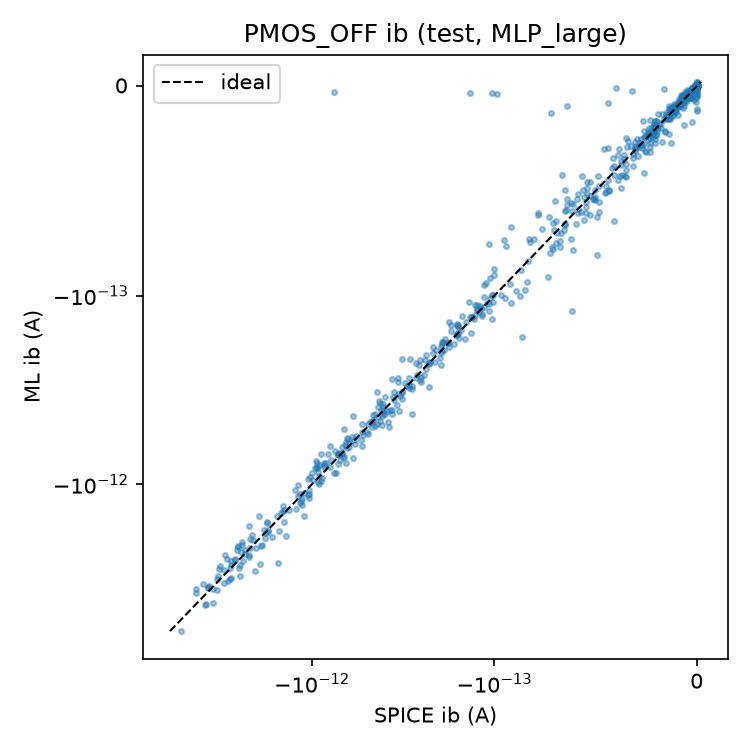 PMOS_OFF ib (test, MLP_large)
ideal
0
−10⁻¹³
−10⁻¹²
ML ib (A)
−10⁻¹² −10⁻¹³ 0
SPICE ib (A)